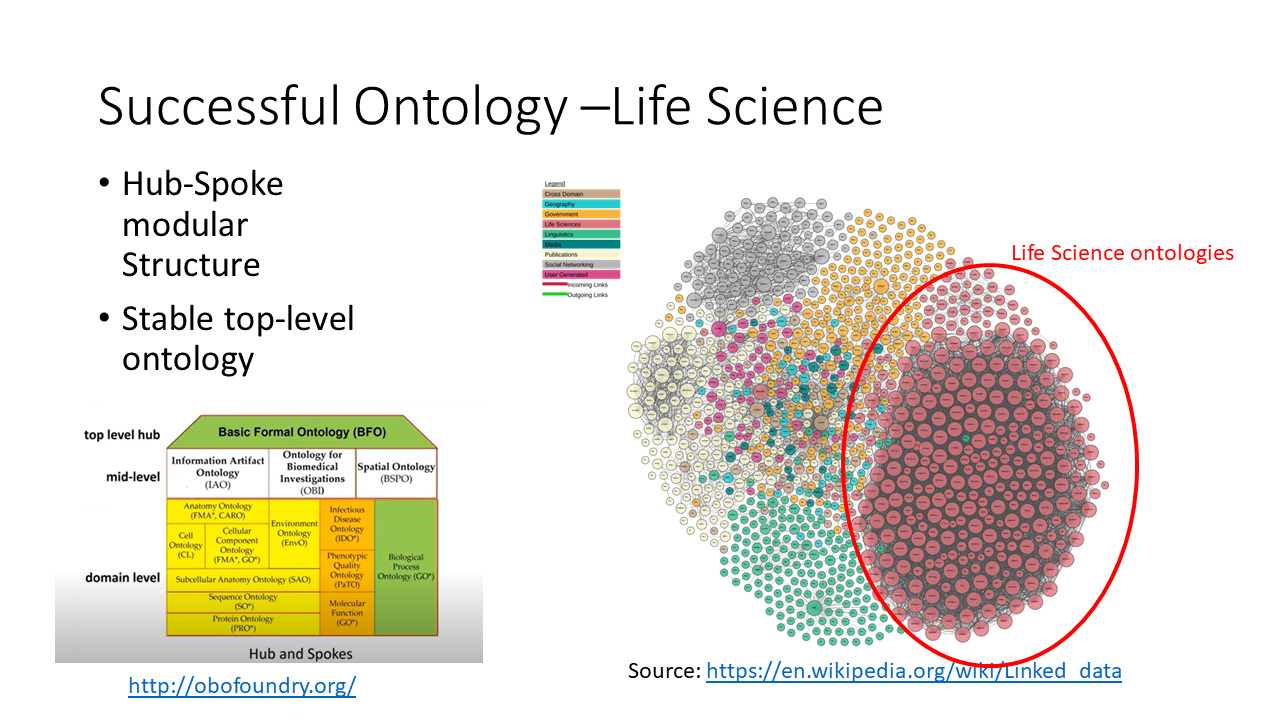 Successful Ontology –Life Science
• Hub-Spoke
modular
Structure
• Stable top-level
ontology
Legend
Cross Domain
Geography
Government
Life Sciences
Linguistics
Media
Publications
Social Networking
User Generated
Incoming Links
Outgoing Links
Life Science ontologies
top level hub
Basic Formal Ontology (BFO)
mid-level
Information Artifact
Ontology
(IAO)
Ontology for
Biomedical
Investigations
(OBI)
Spatial Ontology
(BSPO)
domain level
Anatomy Ontology
(FMA*, CARO)
Cell
Ontology
(CL)
Cellular
Component
Ontology
(FMA*, GO*)
Environment
Ontology
(EnvO)
Infectious
Disease
Ontology
(IDO*)
Biological
Process
Ontology (GO*)
Subcellular Anatomy Ontology (SAO)
Phenotypic
Quality
Ontology
(PaTO)
Sequence Ontology
(SO*)
Molecular
Function
(GO*)
Protein Ontology
(PRO*)
Hub and Spokes
http://obofoundry.org/
Source: https://en.wikipedia.org/wiki/Linked_data